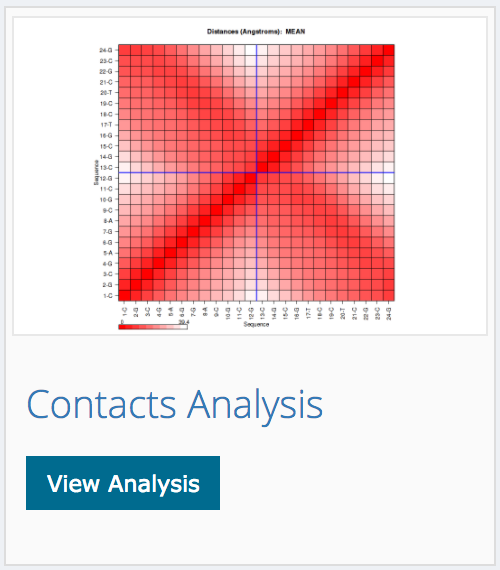 Distances (Angstroms): MEAN
24-G
23-C
22-G
21-C
20-T
19-C
18-C
17-T
16-G
15-C
14-G
13-C
12-G
11-C
10-G
9-C
8-A
7-G
6-G
5-A
4-G
3-C
2-G
1-C
Sequence
1-C 2-G 3-C 4-G 5-A 6-G 7-G 8-A 9-C 10-G 11-C 12-G 13-C 14-G 15-C 16-G 17-T 18-C 19-C 20-T 21-C 22-G 23-C 24-G
Sequence
0
Contacts Analysis
View Analysis